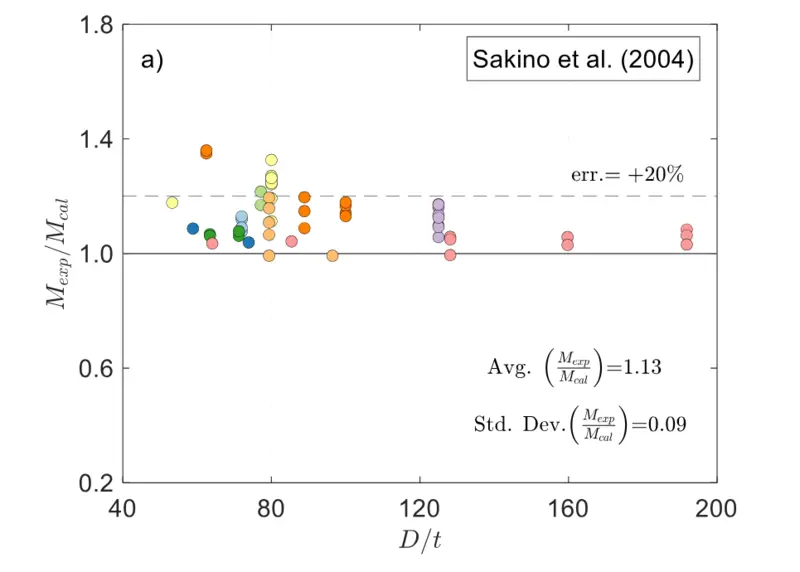 1.8
a)
Sakino et al. (2004)
1.4
err.= +20%
M_exp/M_cal
1.0
0.6
Avg. (M_exp/M_cal)=1.13
Std. Dev.(M_exp/M_cal)=0.09
0.2
40 80 120 160 200
D/t